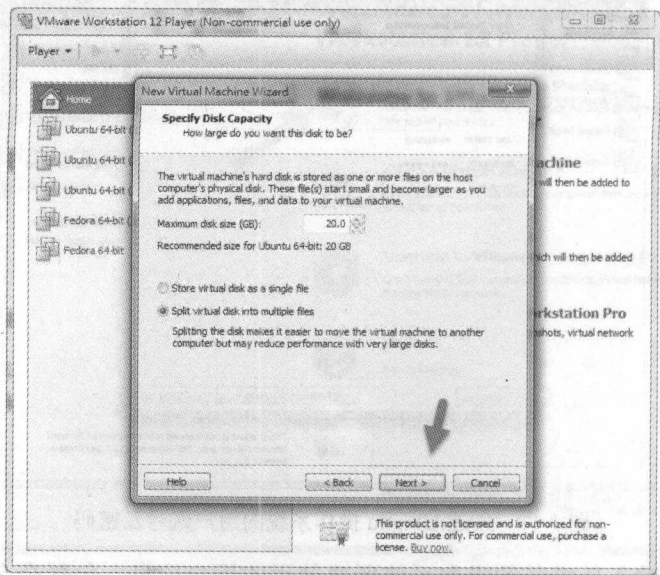 VMware Workstation 12 Player (Non-commercial use only)
Player
Home
Ubuntu 64-bit (
Ubuntu 64-bit (
Ubuntu 64-bit (
Fedora 64-bit (
Fedora 64-bit
New Virtual Machine Wizard
Specify Disk Capacity
How large do you want this disk to be?
The virtual machine's hard disk is stored as one or more files on the host
computer's physical disk. These file(s) start small and become larger as you
add applications, files, and data to your virtual machine.
Maximum disk size (GB): 20.0
Recommended size for Ubuntu 64-bit: 20 GB
Store virtual disk as a single file
Split virtual disk into multiple files
Splitting the disk makes it easier to move the virtual machine to another
computer but may reduce performance with very large disks.
Help < Back Next > Cancel
achine
will then be added to
ich will then be added
rkstation Pro
shots, virtual network
This product is not licensed and is authorized for non-
commercial use only. For commercial use, purchase a
license. Buy now.